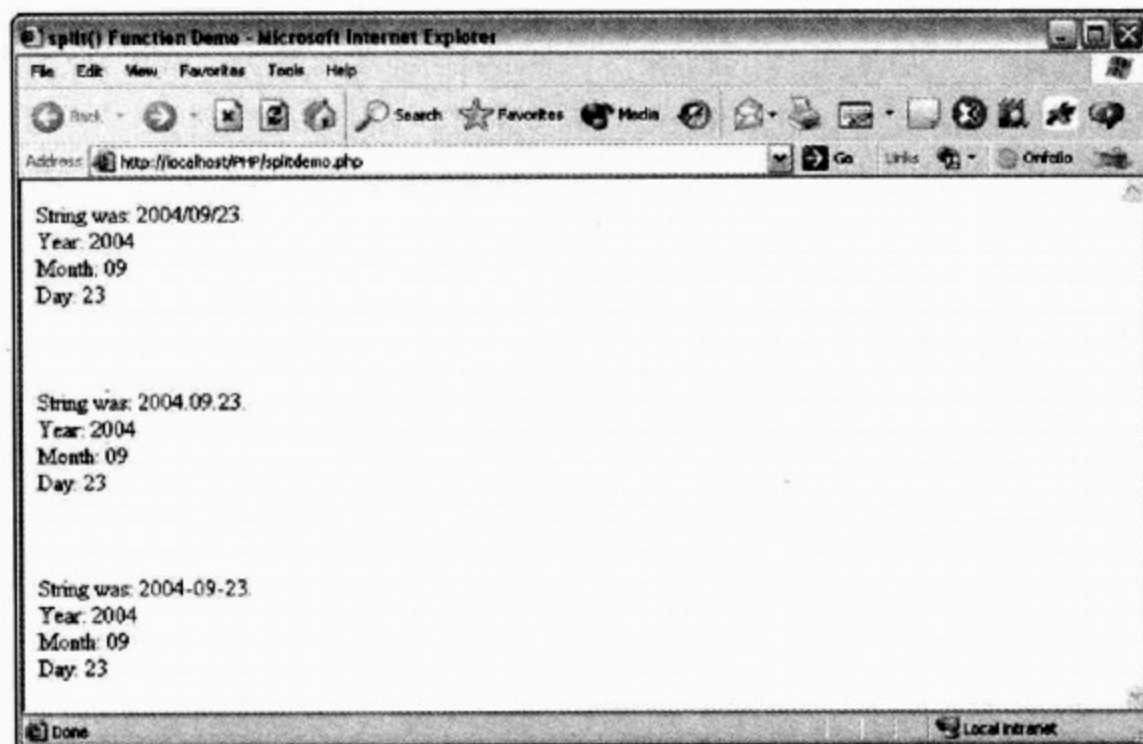 split() Function Demo - Microsoft Internet Explorer
File Edit View Favorites Tools Help
Back Search Favorites Media
Address http://localhost/PHP/splitdemo.php Go Links Onfolio
String was: 2004/09/23.
Year: 2004
Month: 09
Day: 23
String was: 2004.09.23.
Year: 2004
Month: 09
Day: 23
String was: 2004-09-23.
Year: 2004
Month: 09
Day: 23
Done Local intranet